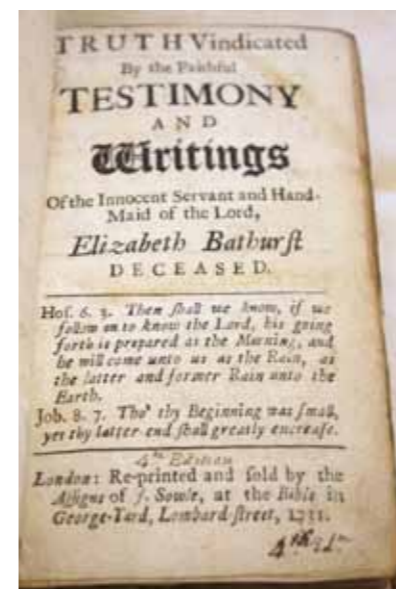 TRUTH Vindicated
By the Faithful
TESTIMONY
AND
Writings
Of the Innocent Servant and Hand-
Maid of the Lord,
Elizabeth Bathurſt
DECEASED.
Hoſ. 6. 3. Then ſhall we know, if we
follow on to know the Lord, his going
forth is prepared as the Morning, and
he will come unto us as the Rain, as
the latter and former Rain unto the
Earth.
Job. 8. 7. Tho' thy Beginning was ſmall,
yet thy latter end ſhall greatly encreaſe.
4th Edition
London: Re-printed and ſold by the
Aſſigns of J. Sowle, at the Bible in
George-Yard, Lombard-ſtreet,
4th